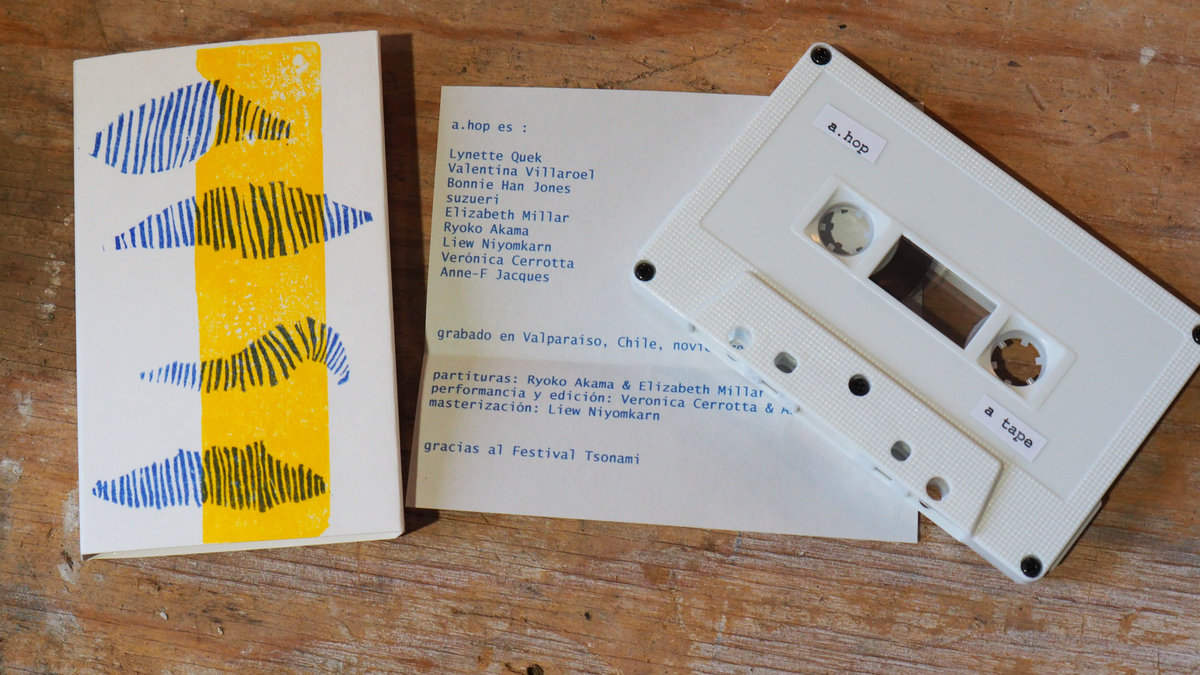 a.hop es :
Lynette Quek
Valentina Villaroel
Bonnie Han Jones
suzueri
Elizabeth Millar
Ryoko Akama
Liew Niyomkarn
Verónica Cerrotta
Anne-F Jacques
grabado en Valparaiso, Chile,
partituras: Ryoko Akama & Elizabeth Millar
performancia y edición: Veronica Cerrotta &
masterización: Liew Niyomkarn
gracias al Festival Tsonami
a.hop
a tape